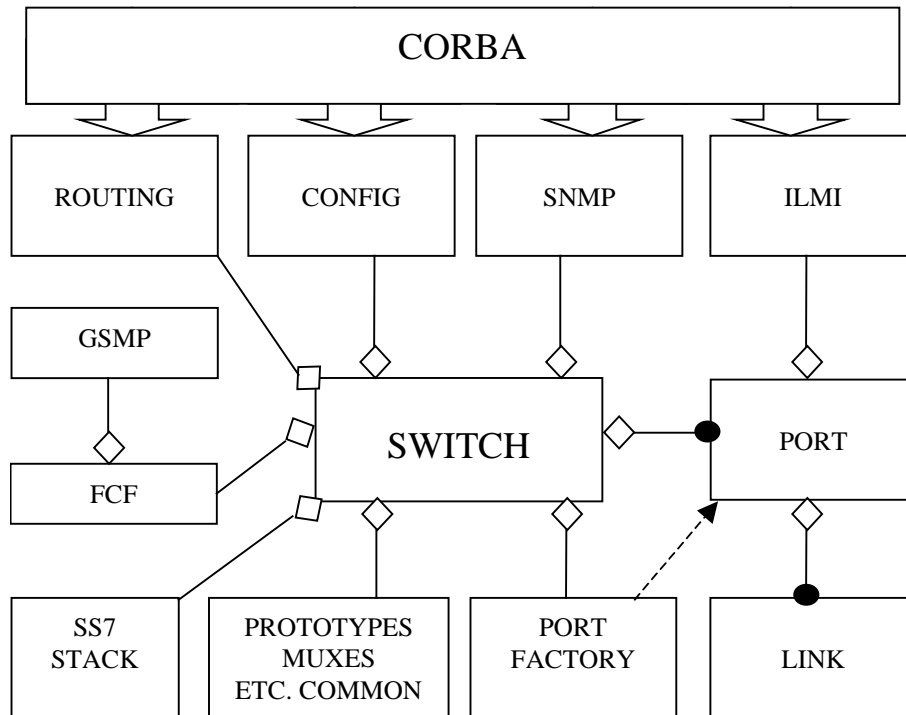 CORBA
ROUTING
CONFIG
SNMP
ILMI
GSMP
SWITCH
PORT
FCF
SS7
STACK
PROTOTYPES
MUXES
ETC. COMMON
PORT
FACTORY
LINK